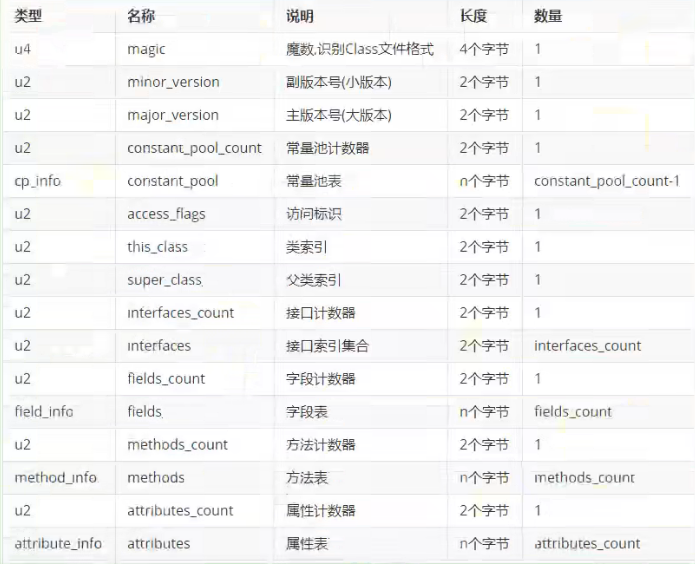 类型 名称 说明 长度 数量
u4 magic 魔数,识别Class文件格式 4个字节 1
u2 minor_version 副版本号(小版本) 2个字节 1
u2 major_version 主版本号(大版本) 2个字节 1
u2 constant_pool_count 常量池计数器 2个字节 1
cp_info constant_pool 常量池表 n个字节 constant_pool_count-1
u2 access_flags 访问标识 2个字节 1
u2 this_class 类索引 2个字节 1
u2 super_class 父类索引 2个字节 1
u2 interfaces_count 接口计数器 2个字节 1
u2 interfaces 接口索引集合 2个字节 interfaces_count
u2 fields_count 字段计数器 2个字节 1
field_info fields 字段表 n个字节 fields_count
u2 methods_count 方法计数器 2个字节 1
method_info methods 方法表 n个字节 methods_count
u2 attributes_count 属性计数器 2个字节 1
attribute_info attributes 属性表 n个字节 attributes_count